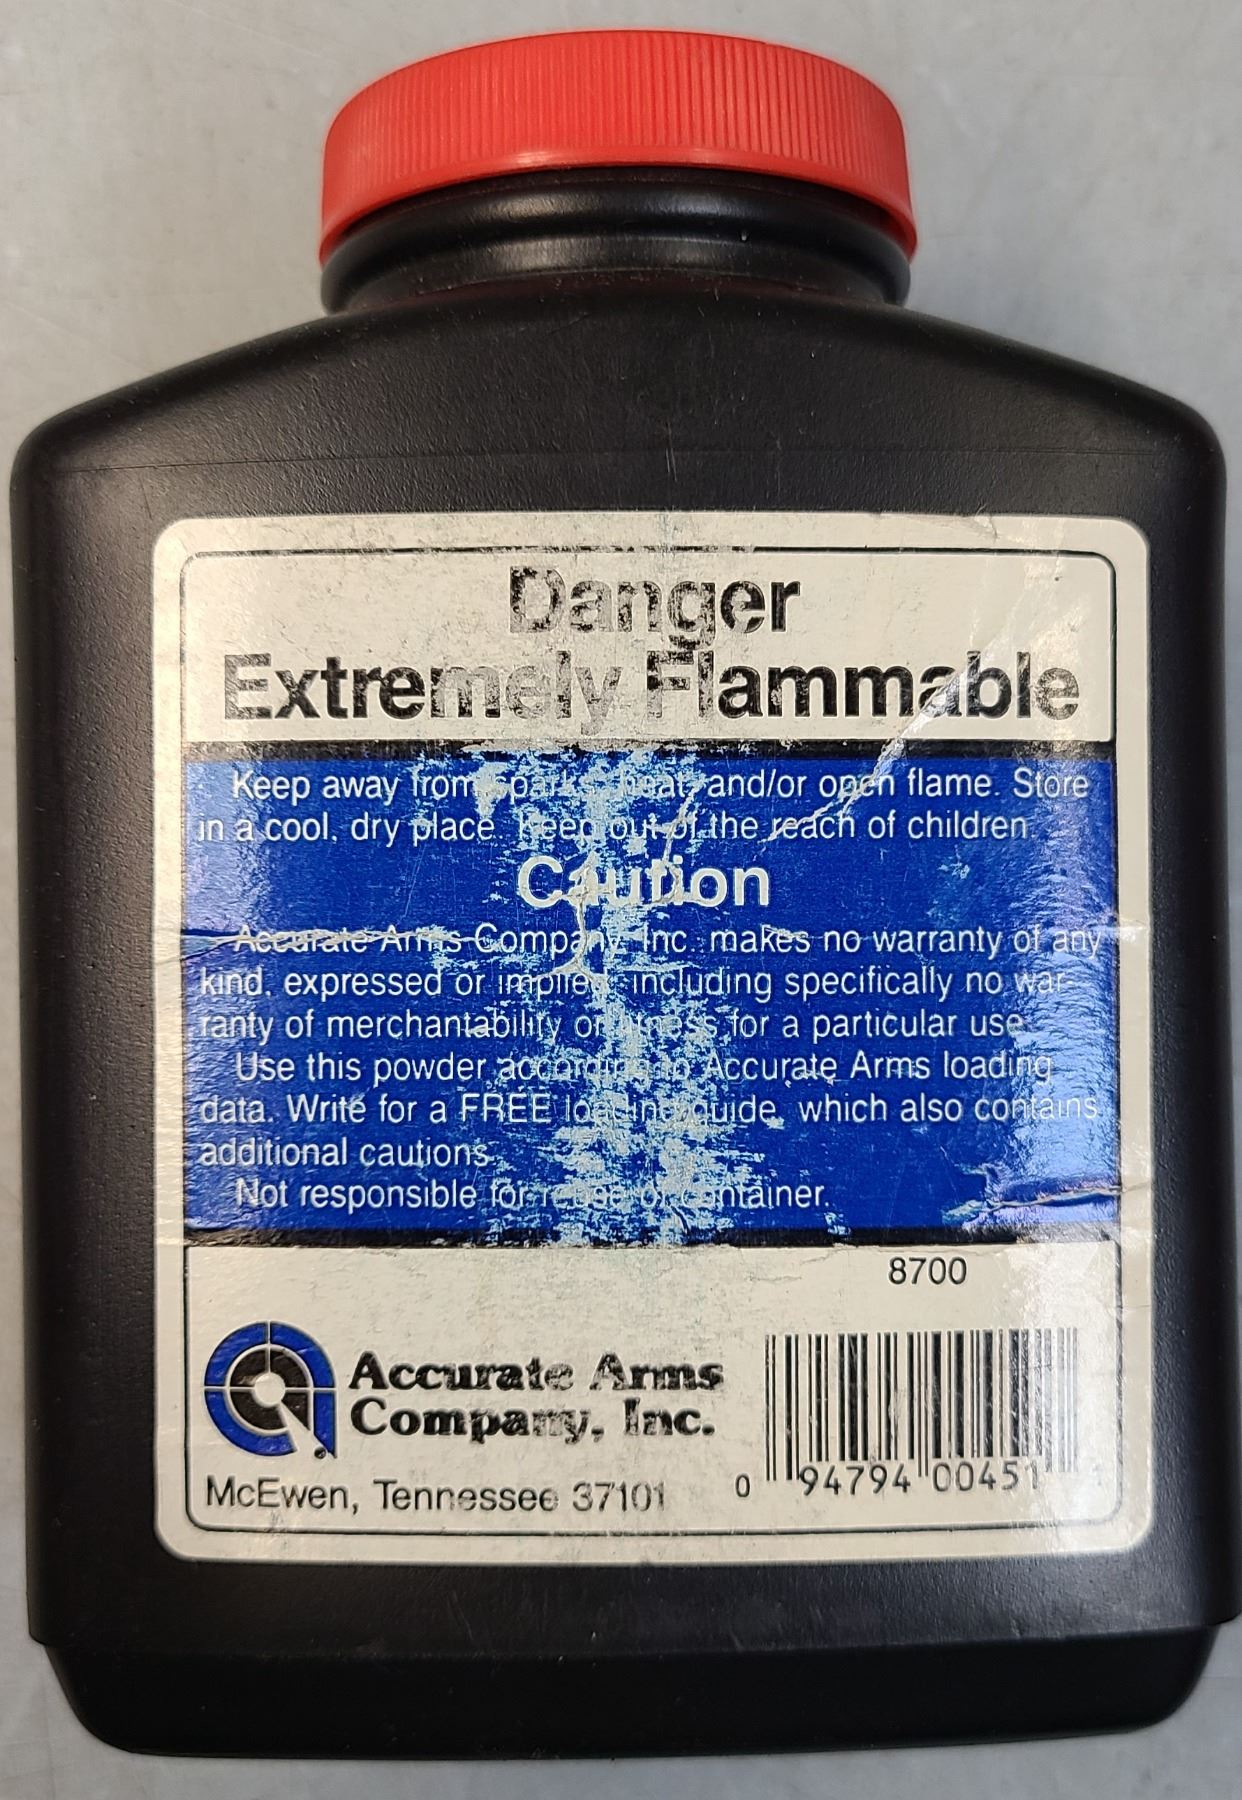 Danger
Extremely Flammable
Keep away from sparks, heat, and/or open flame. Store
in a cool, dry place. Keep out of the reach of children.
Caution
Accurate Arms Company, Inc. makes no warranty of any
kind, expressed or implied, including specifically no war-
ranty of merchantability or fitness for a particular use.
Use this powder according to Accurate Arms loading
data. Write for a FREE loading guide, which also contains
additional cautions.
Not responsible for reuse of container.
8700
Accurate Arms
Company, Inc.
McEwen, Tennessee 37101
0 94794 00451